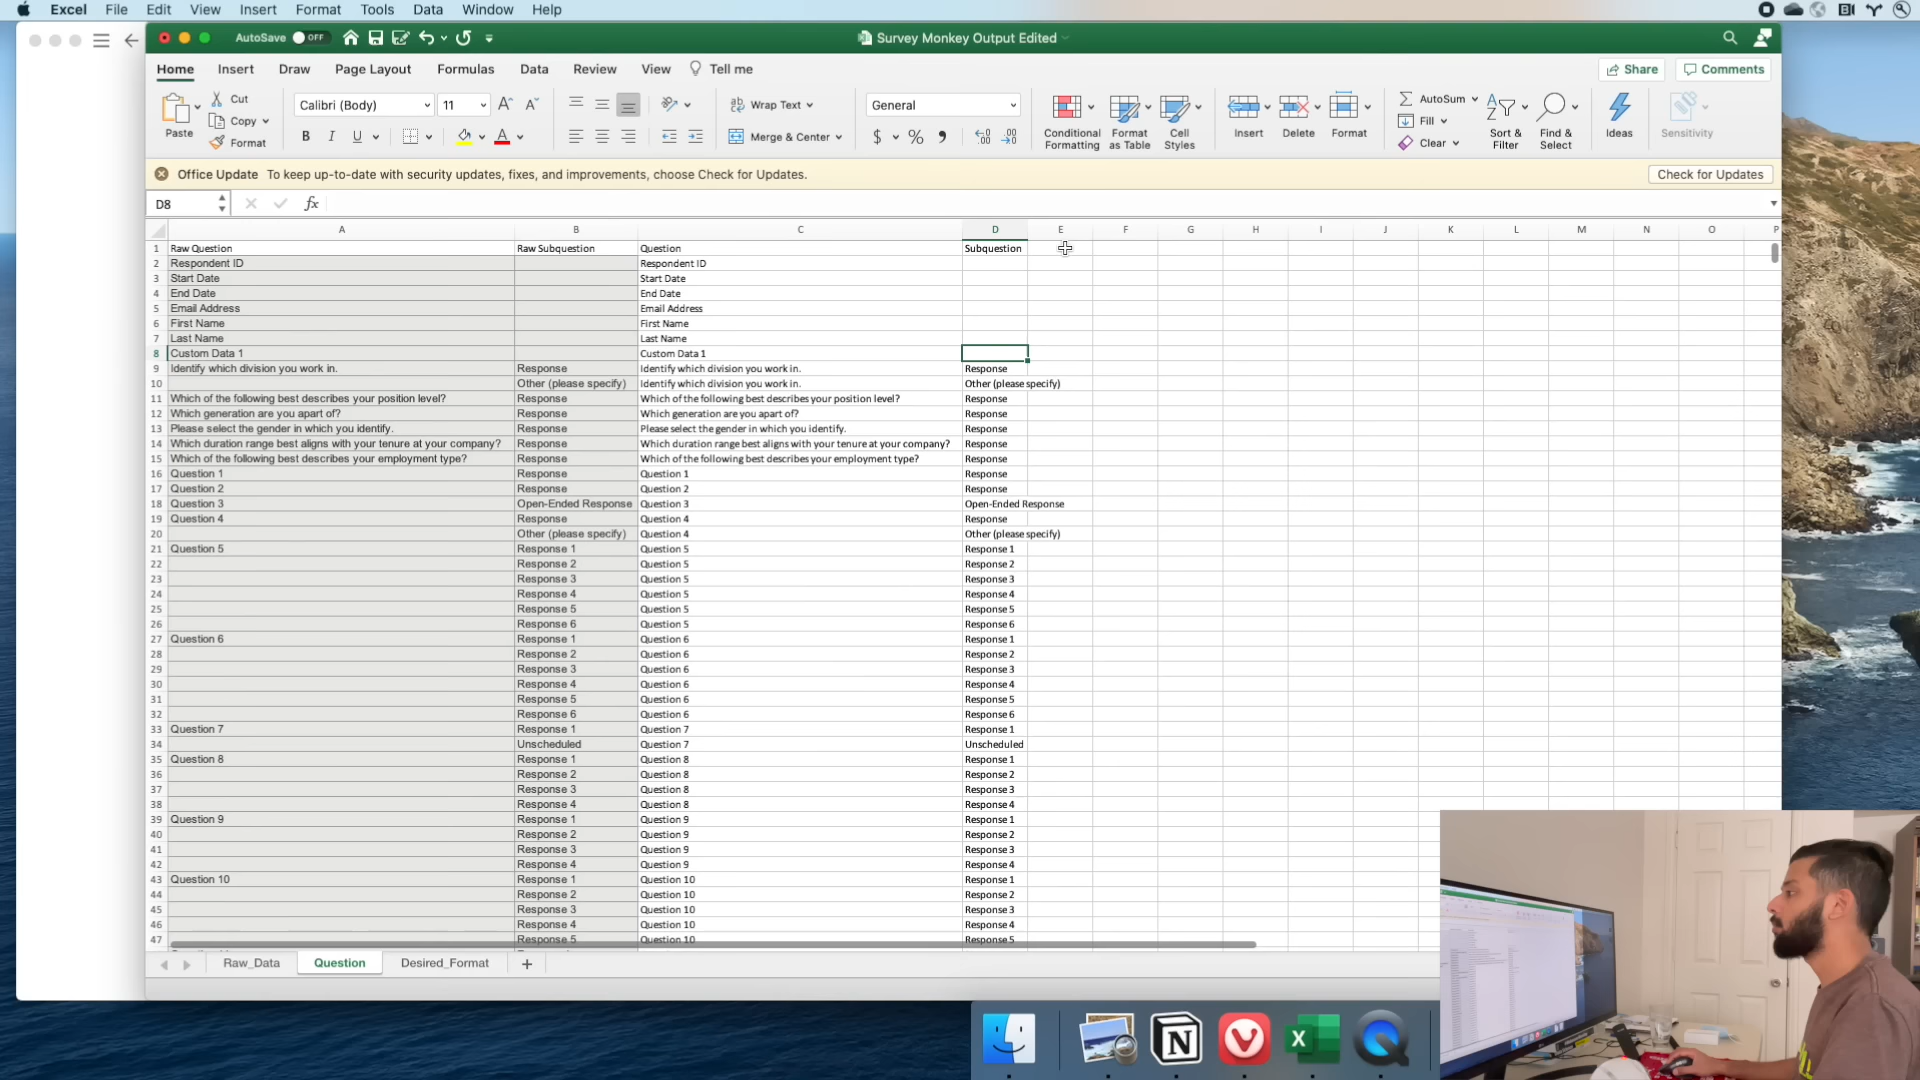 Excel File Edit View Insert Format Tools Data Window Help
AutoSave OFF Survey Monkey Output Edited
Home Insert Draw Page Layout Formulas Data Review View Tell me Share Comments
Paste Cut Copy Format
Calibri (Body) 11
B I U
Wrap Text
Merge & Center
General
$ %
Conditional Formatting
Format as Table
Cell Styles
Insert Delete Format
AutoSum
Fill
Clear
Sort & Filter
Find & Select
Ideas
Sensitivity
Office Update To keep up-to-date with security updates, fixes, and improvements, choose Check for Updates. Check for Updates
D8 fx
A B C D E F G H I J K L M N O P
1 Raw Question Raw Subquestion Question Subquestion
2 Respondent ID Respondent ID
3 Start Date Start Date
4 End Date End Date
5 Email Address Email Address
6 First Name First Name
7 Last Name Last Name
8 Custom Data 1 Custom Data 1
9 Identify which division you work in. Response Identify which division you work in. Response
10 Other (please specify) Identify which division you work in. Other (please specify)
11 Which of the following best describes your position level? Response Which of the following best describes your position level? Response
12 Which generation are you apart of? Response Which generation are you apart of? Response
13 Please select the gender in which you identify. Response Please select the gender in which you identify. Response
14 Which duration range best aligns with your tenure at your company? Response Which duration range best aligns with your tenure at your company? Response
15 Which of the following best describes your employment type? Response Which of the following best describes your employment type? Response
16 Question 1 Response Question 1 Response
17 Question 2 Response Question 2 Response
18 Question 3 Open-Ended Response Question 3 Open-Ended Response
19 Question 4 Response Question 4 Response
20 Other (please specify) Question 4 Other (please specify)
21 Question 5 Response 1 Question 5 Response 1
22 Response 2 Question 5 Response 2
23 Response 3 Question 5 Response 3
24 Response 4 Question 5 Response 4
25 Response 5 Question 5 Response 5
26 Response 6 Question 5 Response 6
27 Question 6 Response 1 Question 6 Response 1
28 Response 2 Question 6 Response 2
29 Response 3 Question 6 Response 3
30 Response 4 Question 6 Response 4
31 Response 5 Question 6 Response 5
32 Response 6 Question 6 Response 6
33 Question 7 Response 1 Question 7 Response 1
34 Unscheduled Question 7 Unscheduled
35 Question 8 Response 1 Question 8 Response 1
36 Response 2 Question 8 Response 2
37 Response 3 Question 8 Response 3
38 Response 4 Question 8 Response 4
39 Question 9 Response 1 Question 9 Response 1
40 Response 2 Question 9 Response 2
41 Response 3 Question 9 Response 3
42 Response 4 Question 9 Response 4
43 Question 10 Response 1 Question 10 Response 1
44 Response 2 Question 10 Response 2
45 Response 3 Question 10 Response 3
46 Response 4 Question 10 Response 4
47 Response 5 Question 10 Response 5
Raw_Data Question Desired_Format +